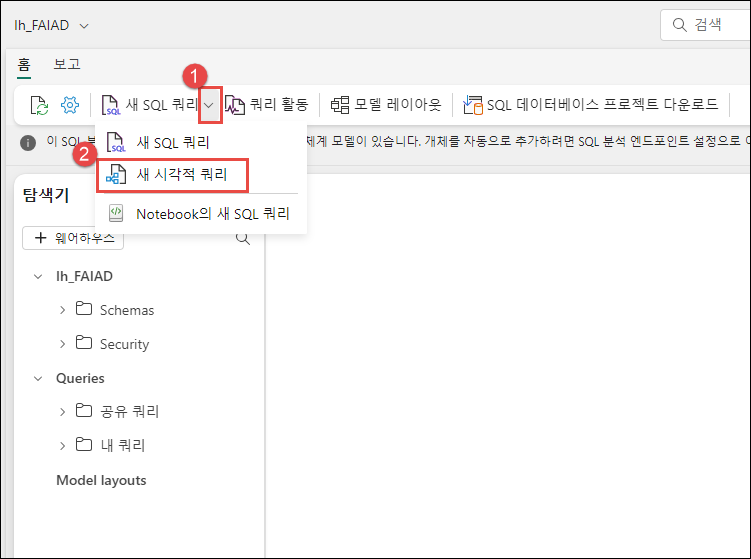 lh_FAIAD
검색
홈 보고
1
새 SQL 쿼리 쿼리 활동 모델 레이아웃 SQL 데이터베이스 프로젝트 다운로드
이 SQL 체계 모델이 있습니다. 개체를 자동으로 추가하려면 SQL 분석 엔드포인트 설정으로
새 SQL 쿼리
2
새 시각적 쿼리
Notebook의 새 SQL 쿼리
탐색기
+ 웨어하우스
lh_FAIAD
Schemas
Security
Queries
공유 쿼리
내 쿼리
Model layouts